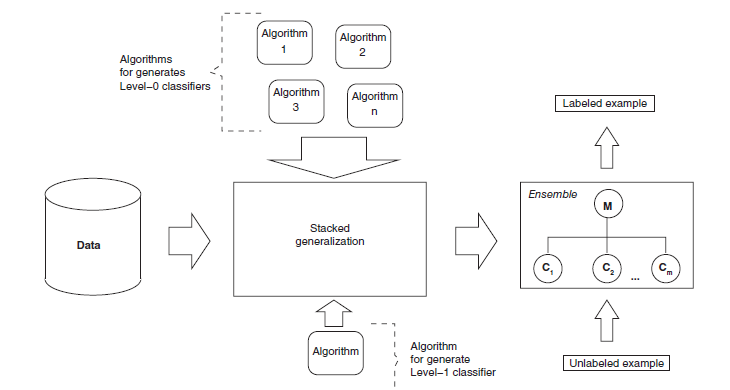 Algorithm
1
Algorithm
2
Algorithms
for generates
Level−0 classifiers
Algorithm
3
Algorithm
n
Labeled example
Data
Stacked
generalization
Ensemble
M
C1
C2
...
Cm
Algorithm
Algorithm
for generate
Level−1 classifier
Unlabeled example